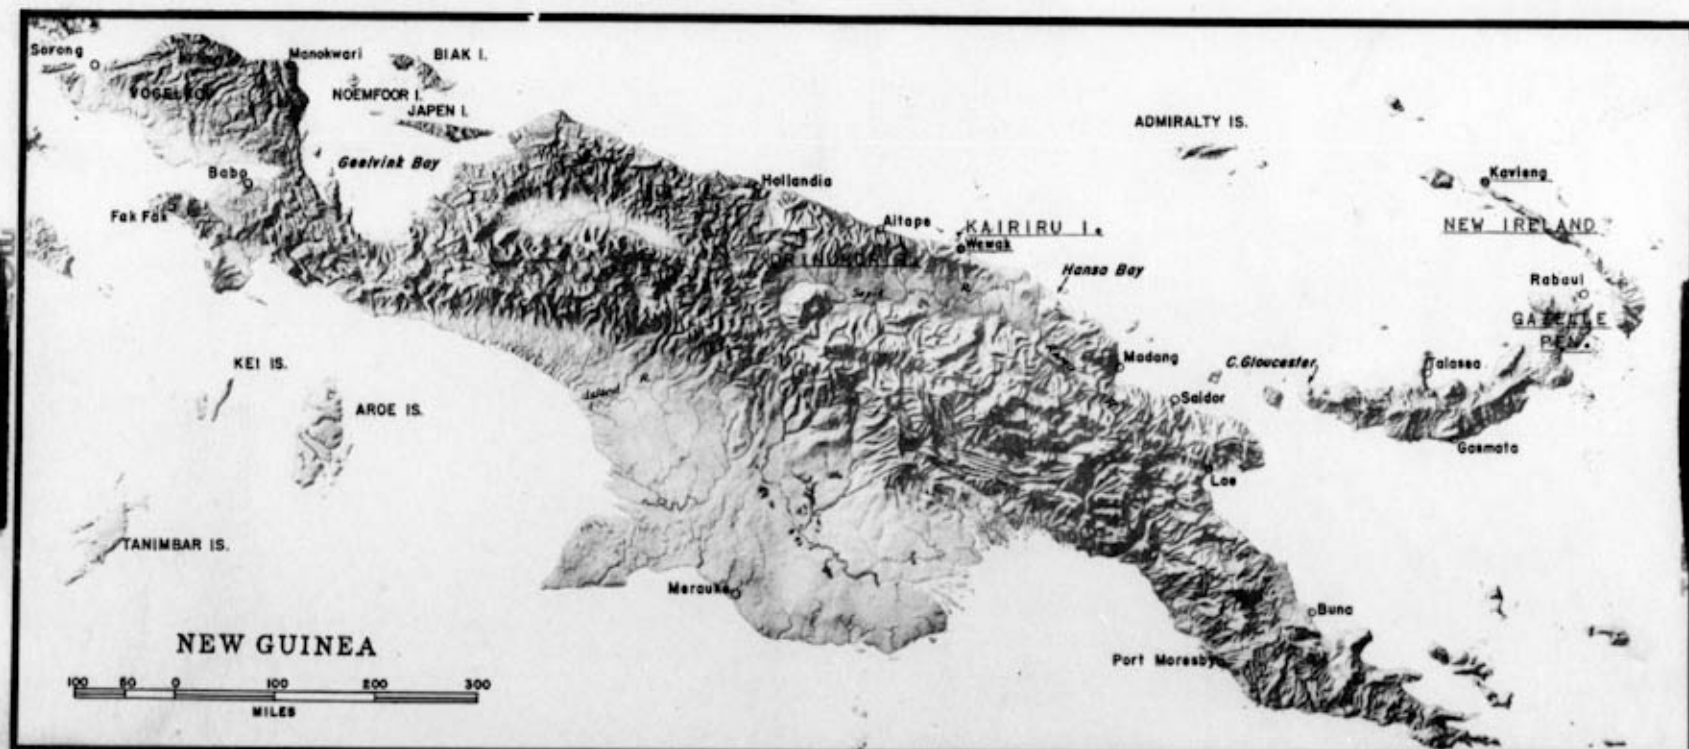 Sorong
Manokwari
BIAK I.
VOGELKOP
NOEMFOOR I.
JAPEN I.
ADMIRALTY IS.
Geelvink Bay
Babo
Hollandia
Kavieng
Fak Fak
Aitape
KAIRIRU I.
NEW IRELAND
Wewak
Hansa Bay
Sepik
R.
Rabaul
GAZELLE
PEN.
KEI IS.
Madang
C. Gloucester
Talasea
R.
AROE IS.
Saidor
Gasmata
Lae
TANIMBAR IS.
Merauke
Buna
NEW GUINEA
Port Moresby
100 50 0 100 200 300
MILES